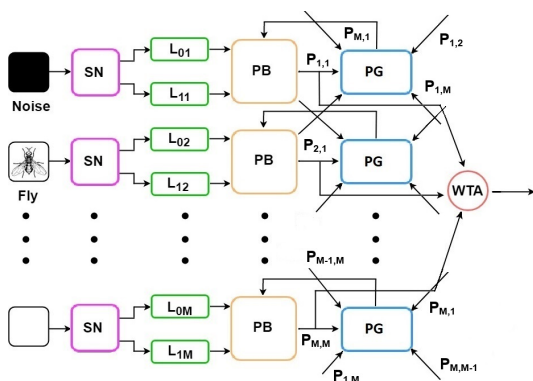 P_{M,1}
P_{1,2}
L_{01}
P_{1,1}
SN
PB
PG
L_{11}
P_{1,M}
Noise
L_{02}
P_{2,1}
SN
PB
PG
L_{12}
Fly
WTA
P_{M-1,M}
L_{0M}
P_{M,1}
SN
PB
PG
P_{M,M}
L_{1M}
P_{1,M}
P_{M,M-1}